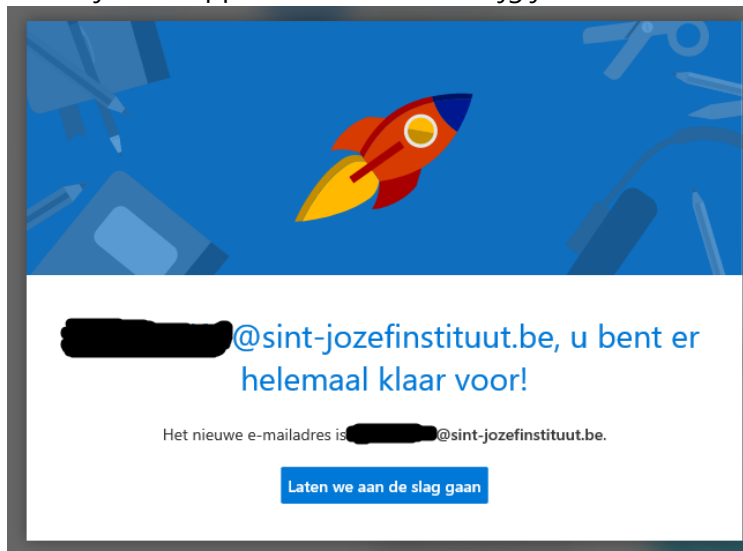 @sint-jozefinstituut.be, u bent er
helemaal klaar voor!
Het nieuwe e-mailadres is @sint-jozefinstituut.be.
Laten we aan de slag gaan